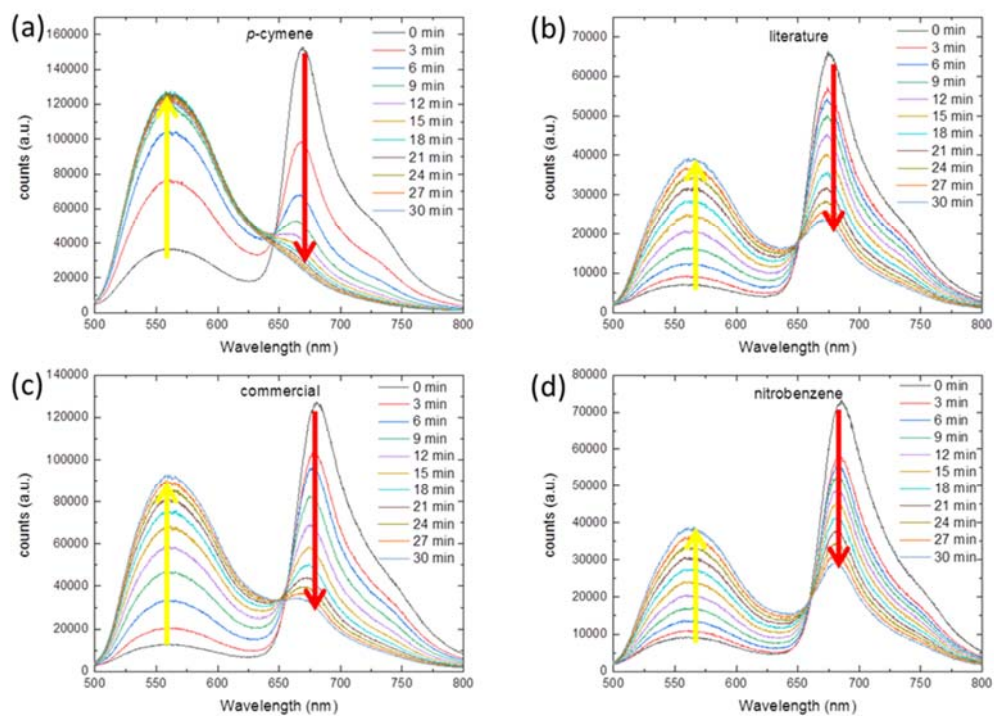 (a)
p-cymene
160000
140000
120000
100000
80000
60000
40000
20000
0
counts (a.u.)
500 550 600 650 700 750 800
Wavelength (nm)
0 min
3 min
6 min
9 min
12 min
15 min
18 min
21 min
24 min
27 min
30 min
(b)
literature
70000
60000
50000
40000
30000
20000
10000
0
counts (a.u.)
500 550 600 650 700 750 800
Wavelength (nm)
0 min
3 min
6 min
9 min
12 min
15 min
18 min
21 min
24 min
27 min
30 min
(c)
commercial
140000
120000
100000
80000
60000
40000
20000
0
counts (a.u.)
500 550 600 650 700 750 800
Wavelength (nm)
0 min
3 min
6 min
9 min
12 min
15 min
18 min
21 min
24 min
27 min
30 min
(d)
nitrobenzene
80000
70000
60000
50000
40000
30000
20000
10000
0
counts (a.u.)
500 550 600 650 700 750 800
Wavelength (nm)
0 min
3 min
6 min
9 min
12 min
15 min
18 min
21 min
24 min
27 min
30 min